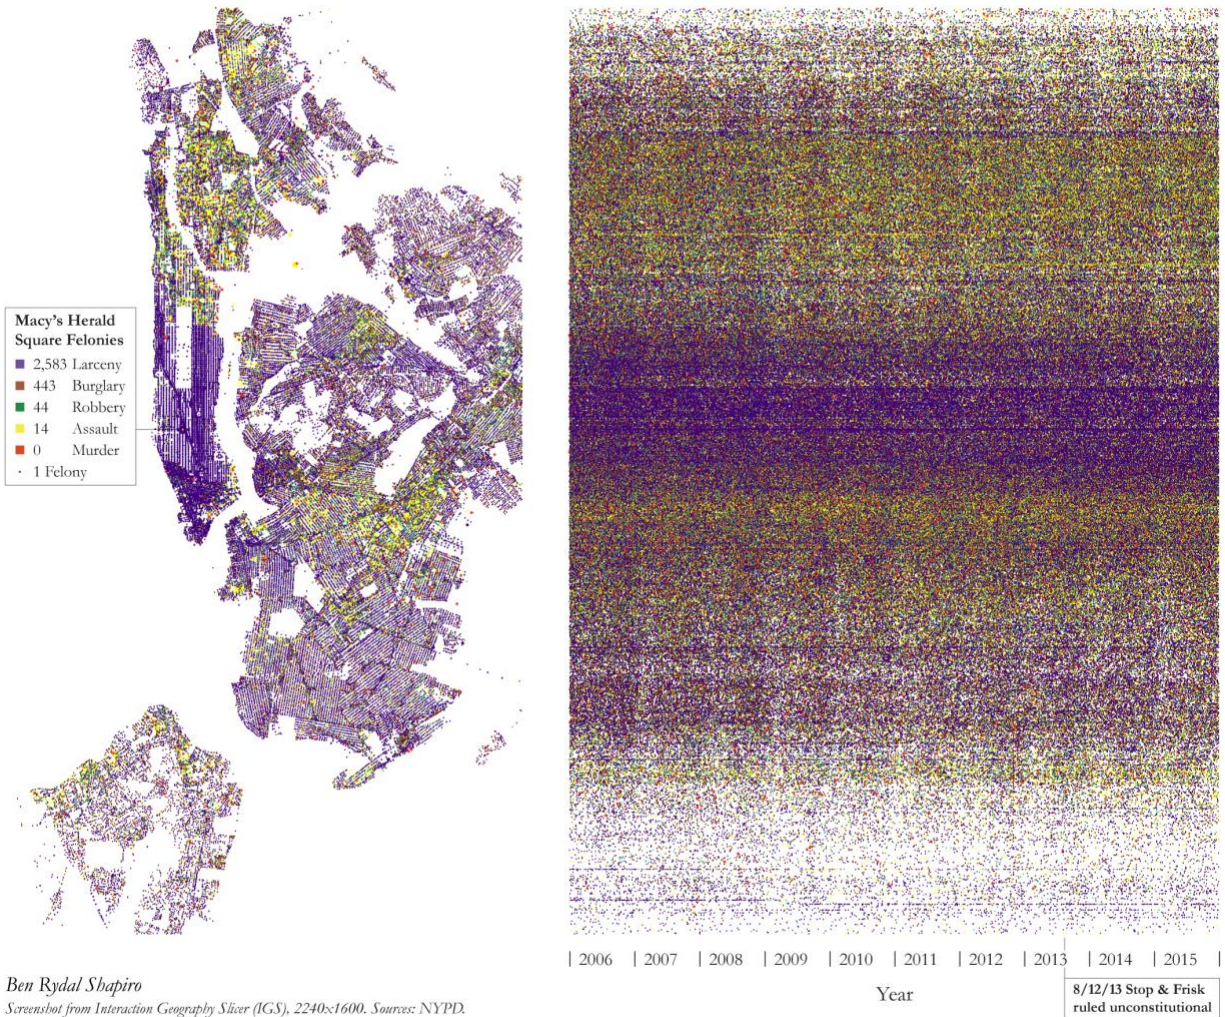 Macy's Herald
Square Felonies
2,583 Larceny
443 Burglary
44 Robbery
14 Assault
0 Murder
1 Felony
| 2006 | 2007 | 2008 | 2009 | 2010 | 2011 | 2012 | 2013 | 2014 | 2015 |
Year
8/12/13 Stop & Frisk
ruled unconstitutional
Ben Rydal Shapiro
Screenshot from Interaction Geography Slicer (IGS), 2240x1600. Sources: NYPD.